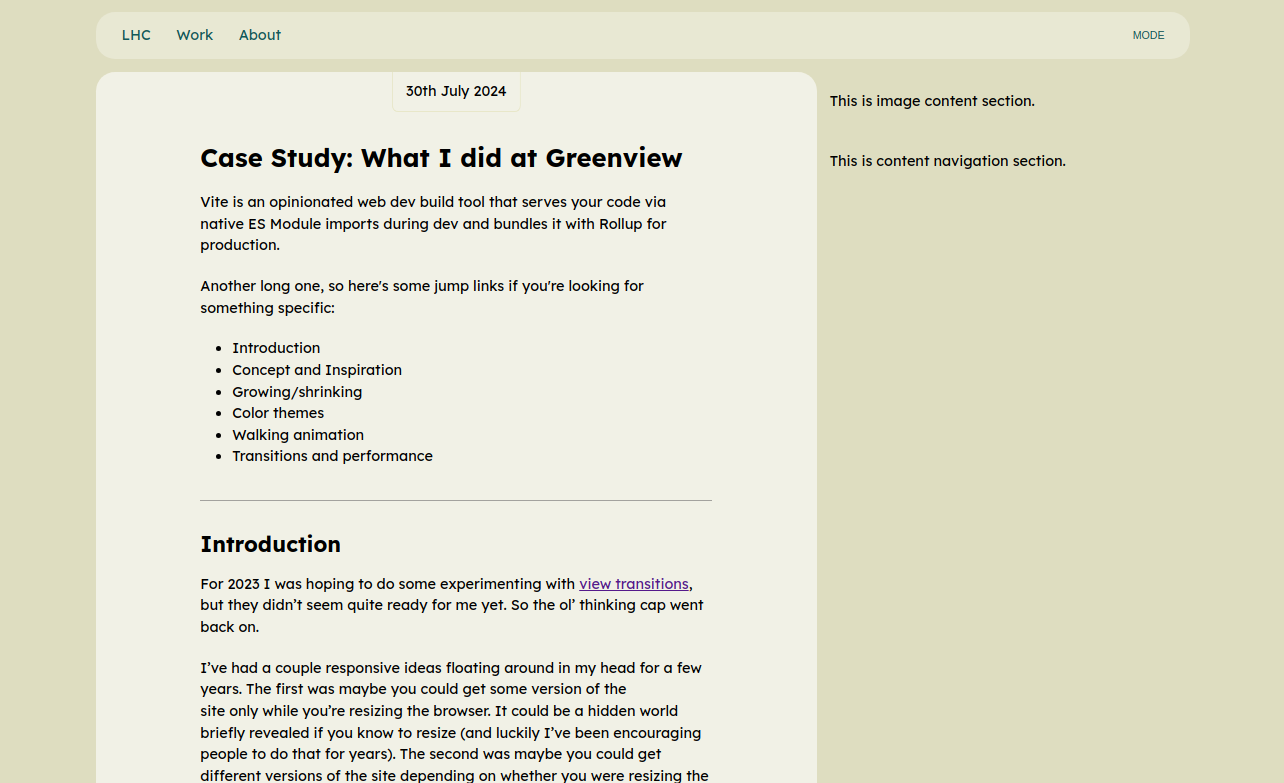 LHC Work About MODE
30th July 2024
Case Study: What I did at Greenview
Vite is an opinionated web dev build tool that serves your code via
native ES Module imports during dev and bundles it with Rollup for
production.
Another long one, so here's some jump links if you're looking for
something specific:
• Introduction
• Concept and Inspiration
• Growing/shrinking
• Color themes
• Walking animation
• Transitions and performance
Introduction
For 2023 I was hoping to do some experimenting with view transitions,
but they didn’t seem quite ready for me yet. So the ol’ thinking cap went
back on.
I’ve had a couple responsive ideas floating around in my head for a few
years. The first was maybe you could get some version of the
site only while you’re resizing the browser. It could be a hidden world
briefly revealed if you know to resize (and luckily I’ve been encouraging
people to do that for years). The second was maybe you could get
different versions of the site depending on whether you were resizing the
This is image content section.
This is content navigation section.